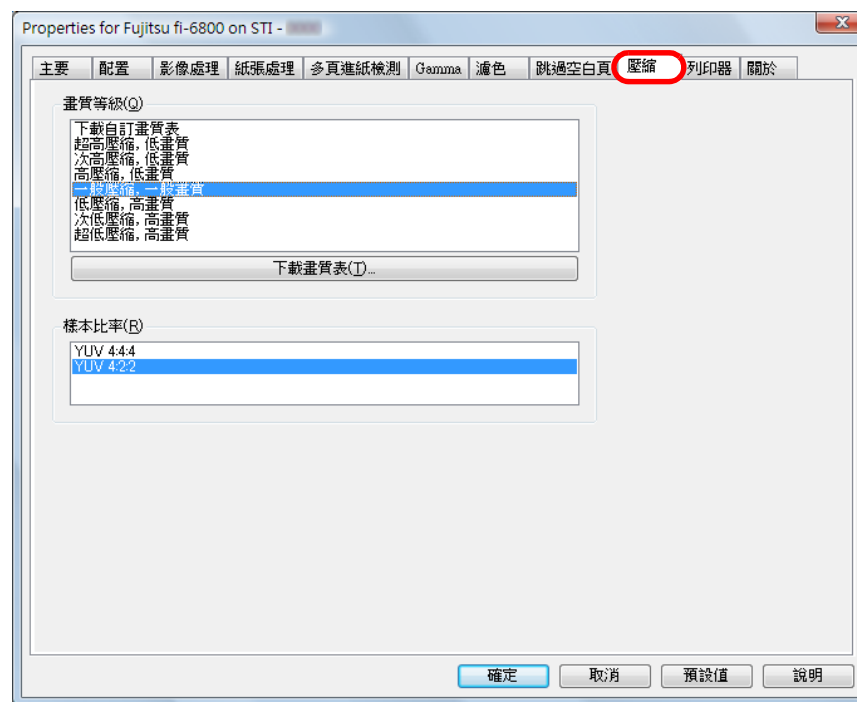 Properties for Fujitsu fi-6800 on STI -
主要 配置 影像處理 紙張處理 多頁進紙檢測 Gamma 濾色 跳過空白頁 壓縮 列印器 關於
畫質等級(Q)
下載自訂畫質表
超高壓縮, 低畫質
次高壓縮, 低畫質
高壓縮, 低畫質
一般壓縮, 一般畫質
低壓縮, 高畫質
次低壓縮, 高畫質
超低壓縮, 高畫質
下載畫質表(T)...
樣本比率(R)
YUV 4:4:4
YUV 4:2:2
確定 取消 預設值 說明